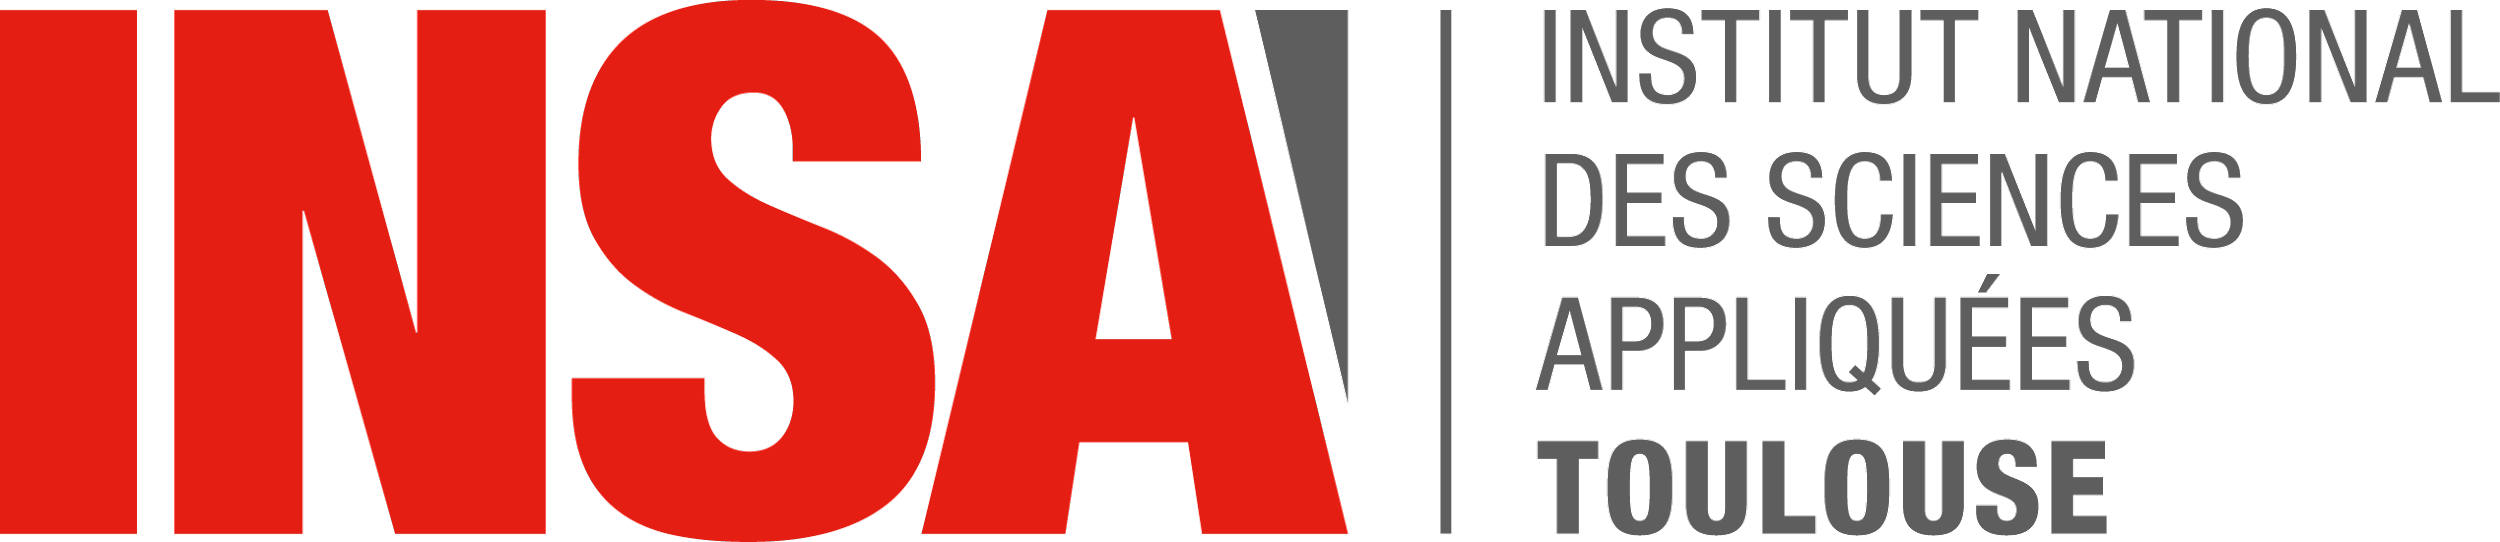 INSA
INSTITUT NATIONAL
DES SCIENCES
APPLIQUÉES
TOULOUSE